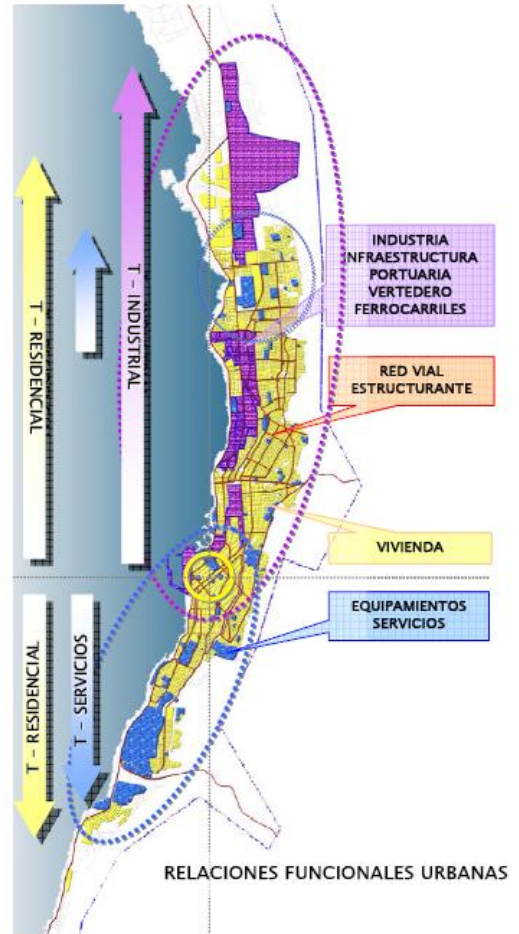 T - RESIDENCIAL
T - INDUSTRIAL
INDUSTRIA
INFRAESTRUCTURA
PORTUARIA
VERTEDERO
FERROCARRILES
RED VIAL
ESTRUCTURANTE
VIVIENDA
T - RESIDENCIAL
T - SERVICIOS
EQUIPAMIENTOS
SERVICIOS
RELACIONES FUNCIONALES URBANAS